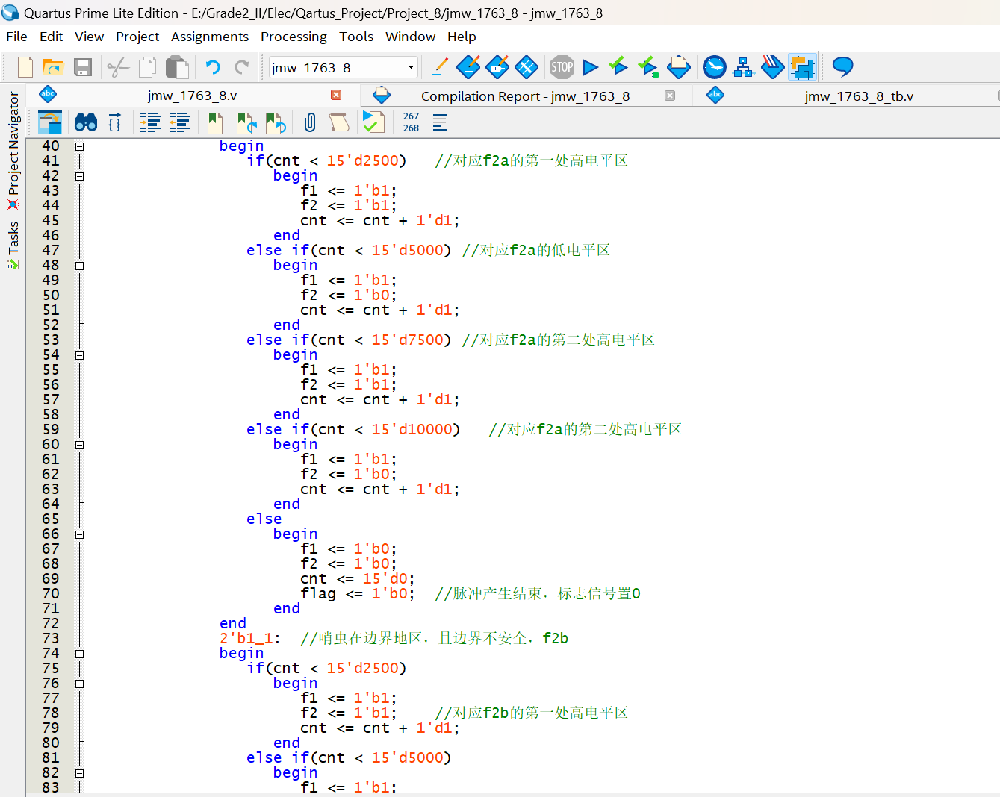 Quartus Prime Lite Edition - E:/Grade2_II/Elec/Qartus_Project/Project_8/jmw_1763_8 - jmw_1763_8
File Edit View Project Assignments Processing Tools Window Help
jmw_1763_8
STOP
abc jmw_1763_8.v Compilation Report - jmw_1763_8 abc jmw_1763_8_tb.v
267
268
Project Navigator
Tasks
40 begin
41 if(cnt < 15'd2500) //对应f2a的第一处高电平区
42 begin
43 f1 <= 1'b1;
44 f2 <= 1'b1;
45 cnt <= cnt + 1'd1;
46 end
47 else if(cnt < 15'd5000) //对应f2a的低电平区
48 begin
49 f1 <= 1'b1;
50 f2 <= 1'b0;
51 cnt <= cnt + 1'd1;
52 end
53 else if(cnt < 15'd7500) //对应f2a的第二处高电平区
54 begin
55 f1 <= 1'b1;
56 f2 <= 1'b1;
57 cnt <= cnt + 1'd1;
58 end
59 else if(cnt < 15'd10000) //对应f2a的第二处高电平区
60 begin
61 f1 <= 1'b1;
62 f2 <= 1'b0;
63 cnt <= cnt + 1'd1;
64 end
65 else
66 begin
67 f1 <= 1'b0;
68 f2 <= 1'b0;
69 cnt <= 15'd0;
70 flag <= 1'b0; //脉冲产生结束，标志信号置0
71 end
72 end
73 2'b1_1: //哨虫在边界地区，且边界不安全，f2b
74 begin
75 if(cnt < 15'd2500)
76 begin
77 f1 <= 1'b1;
78 f2 <= 1'b1; //对应f2b的第一处高电平区
79 cnt <= cnt + 1'd1;
80 end
81 else if(cnt < 15'd5000)
82 begin
83 f1 <= 1'b1;